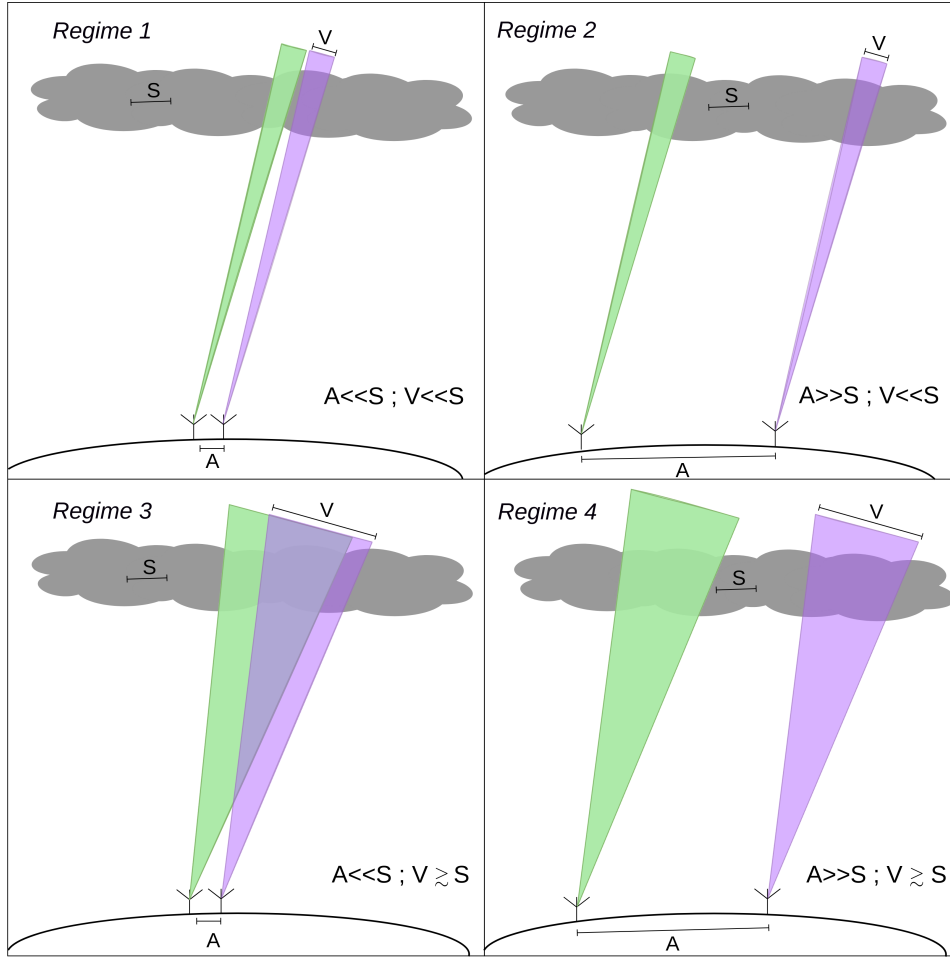 Regime 1
V
S
A<<S ; V<<S
A
Regime 2
V
S
A>>S ; V<<S
A
Regime 3
V
S
A<<S ; V ≳ S
A
Regime 4
V
S
A>>S ; V ≳ S
A